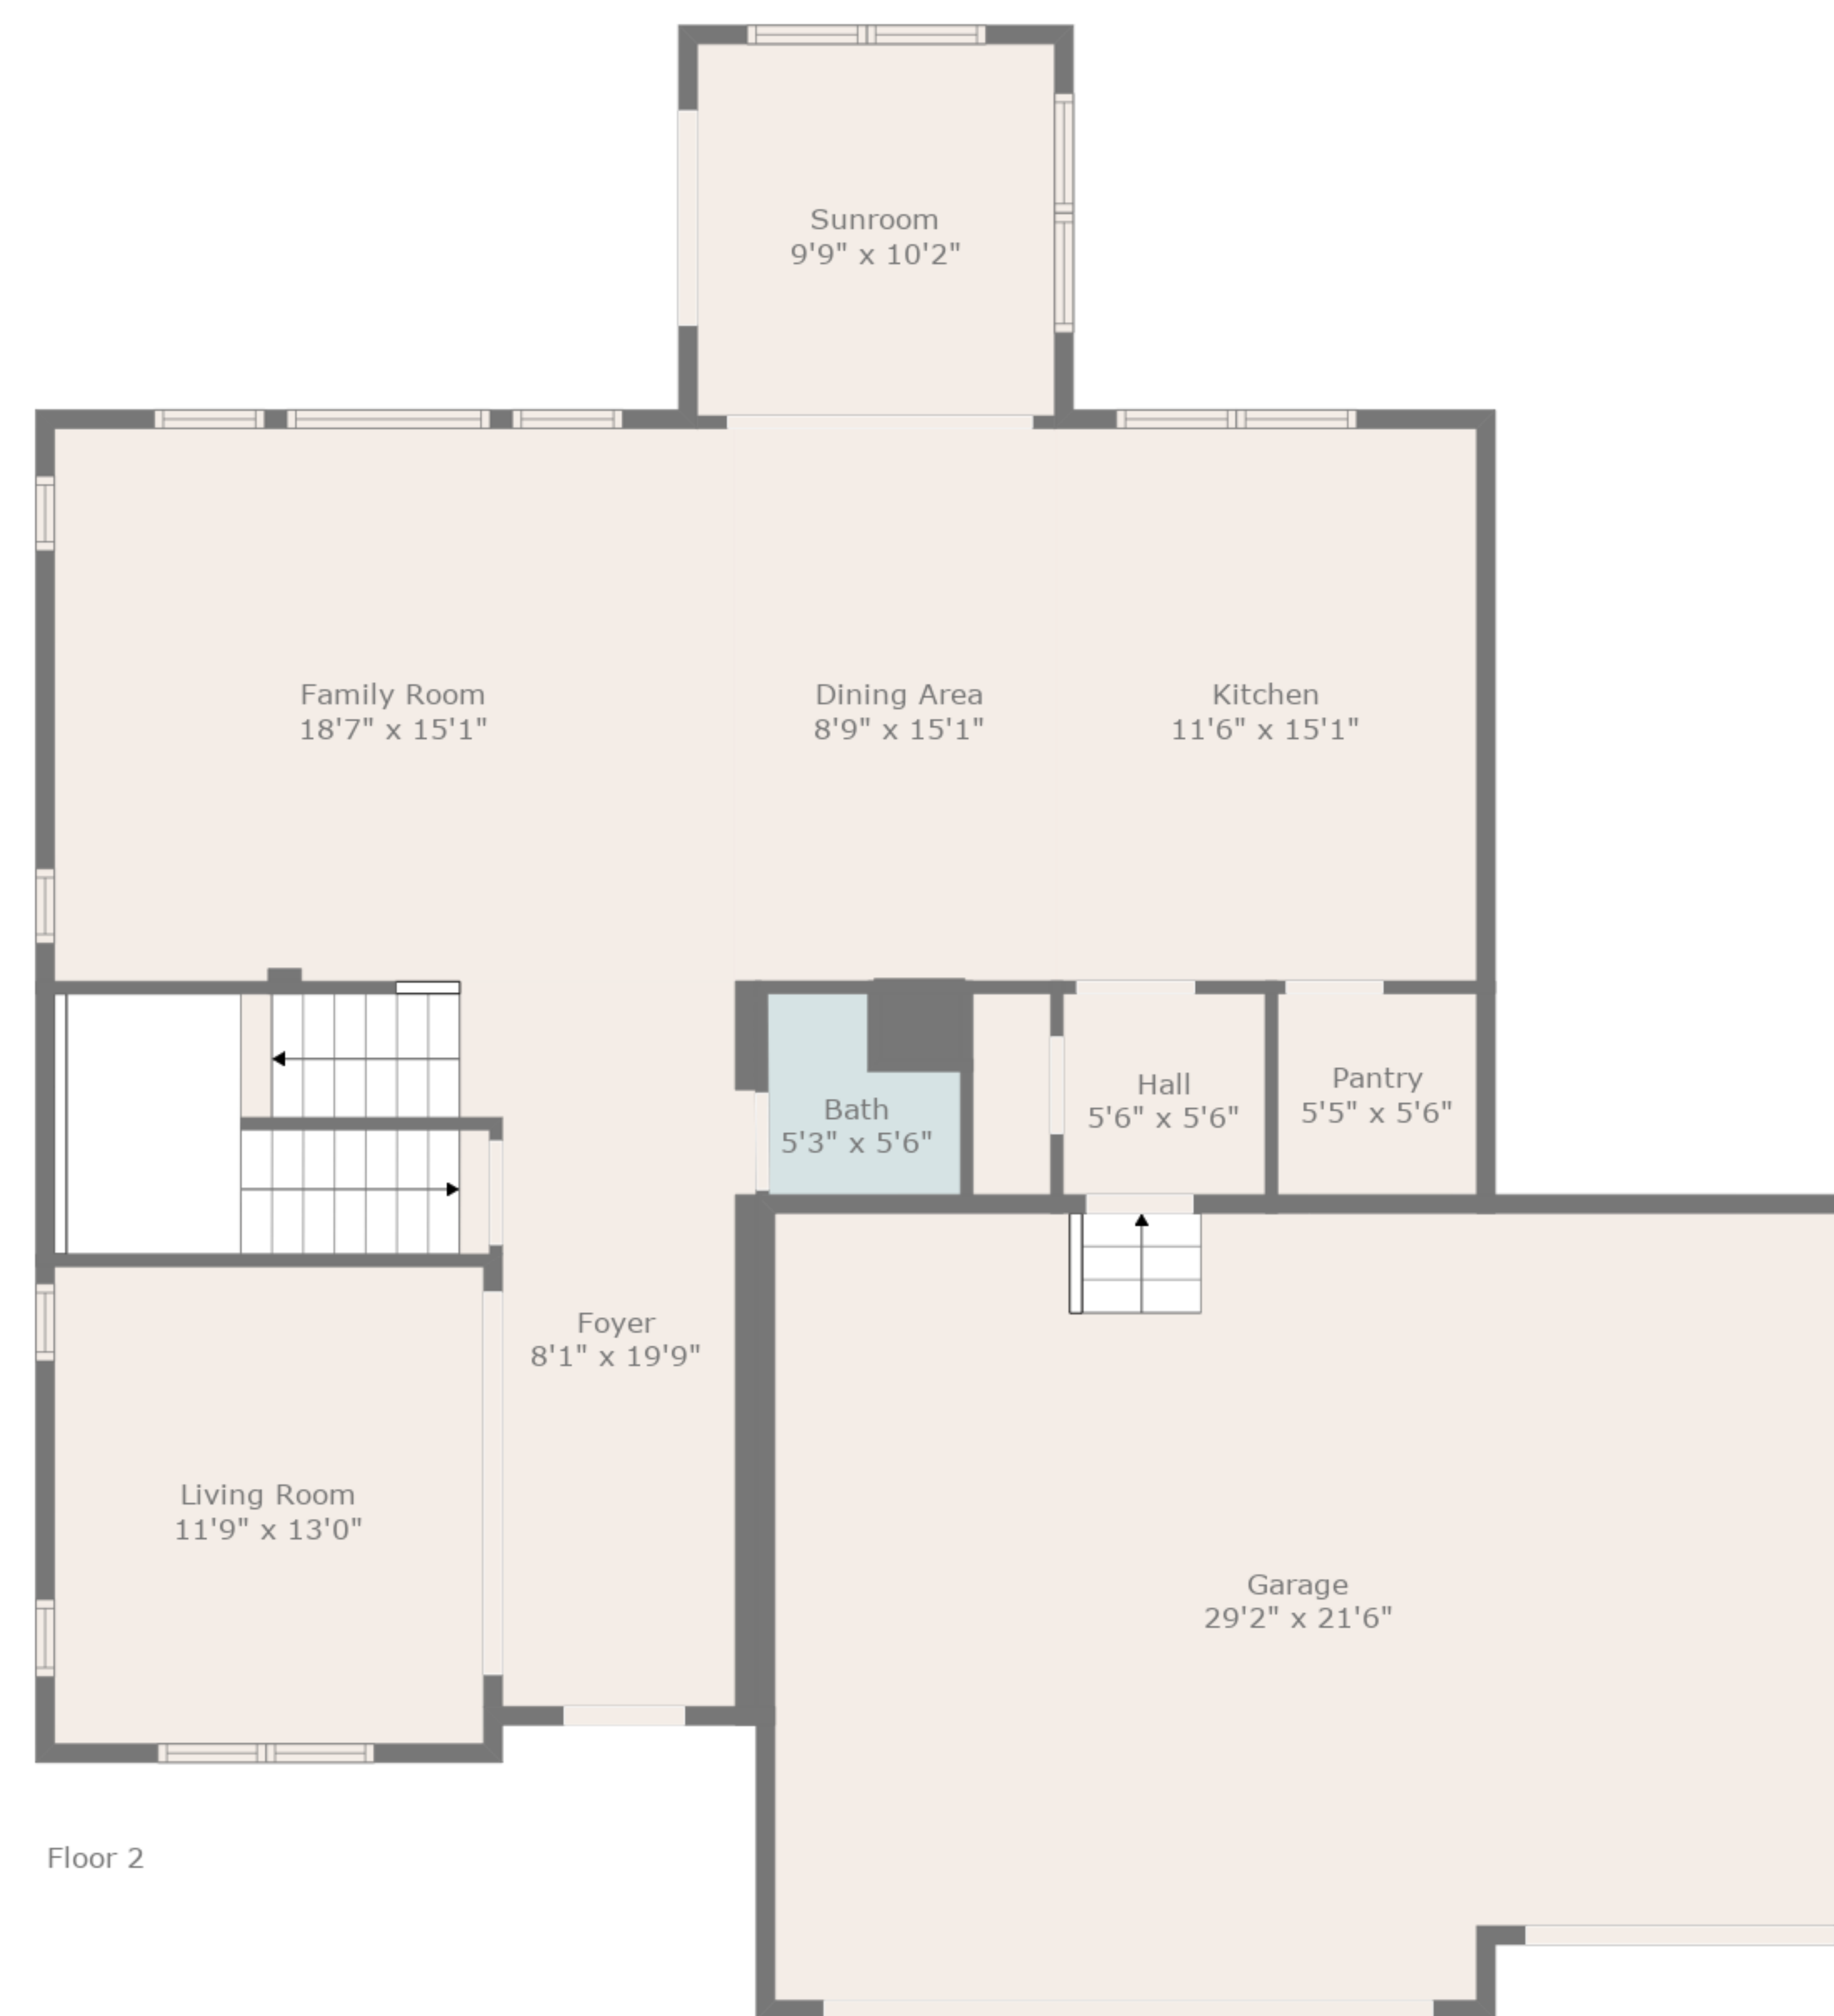 Sunroom
9'9" x 10'2"
Family Room
18'7" x 15'1"
Dining Area
8'9" x 15'1"
Kitchen
11'6" x 15'1"
Bath
5'3" x 5'6"
Hall
5'6" x 5'6"
Pantry
5'5" x 5'6"
Foyer
8'1" x 19'9"
Living Room
11'9" x 13'0"
Garage
29'2" x 21'6"
Floor 2